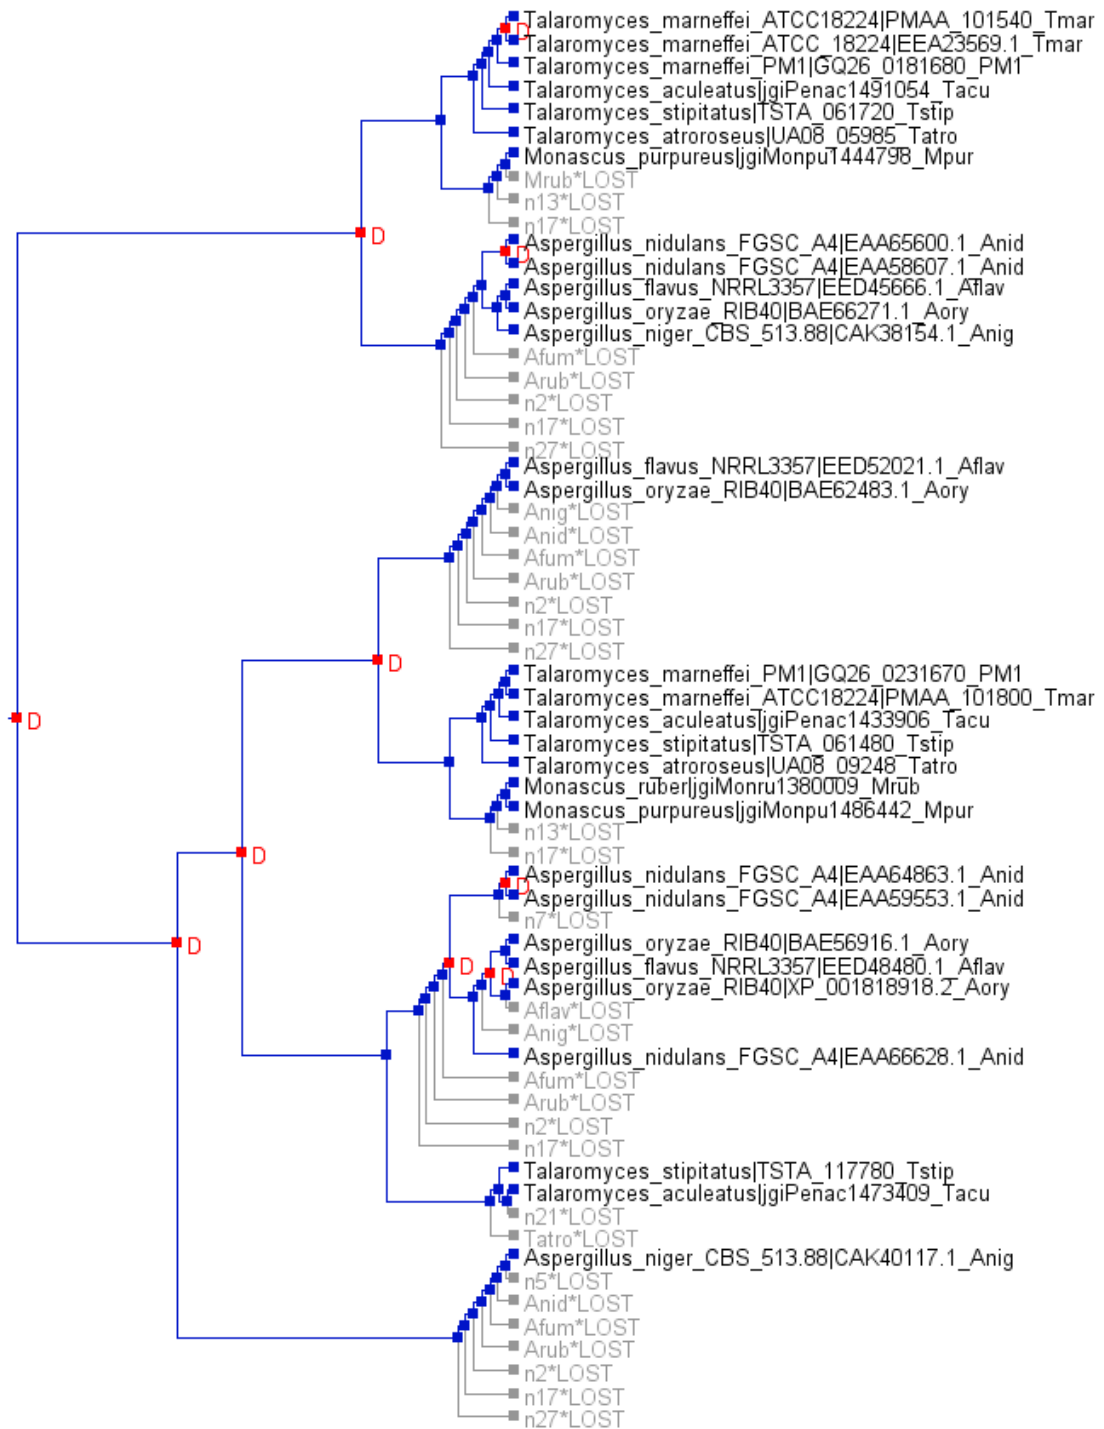 Talaromyces_marneffei_ATCC18224|PMAA_101540_Tmar
D
Talaromyces_marneffei_ATCC_18224|EEA23569.1_Tmar
Talaromyces_marneffei_PM1|GQ26_0181680_PM1
Talaromyces_aculeatus|jgiPenac1491054_Tacu
Talaromyces_stipitatus|TSTA_061720_Tstip
Talaromyces_atroroseus|UA08_05985_Tatro
Monascus_purpureus|jgiMonpu1444798_Mpur
Mrub*LOST
n13*LOST
n17*LOST
D
Aspergillus_nidulans_FGSC_A4|EAA65600.1_Anid
D
Aspergillus_nidulans_FGSC_A4|EAA58607.1_Anid
Aspergillus_flavus_NRRL3357|EED45666.1_Aflav
Aspergillus_oryzae_RIB40|BAE66271.1_Aory
Aspergillus_niger_CBS_513.88|CAK38154.1_Anig
Afum*LOST
Arub*LOST
n2*LOST
n17*LOST
n27*LOST
Aspergillus_flavus_NRRL3357|EED52021.1_Aflav
Aspergillus_oryzae_RIB40|BAE62483.1_Aory
Anig*LOST
Anid*LOST
Afum*LOST
Arub*LOST
n2*LOST
n17*LOST
n27*LOST
D
Talaromyces_marneffei_PM1|GQ26_0231670_PM1
Talaromyces_marneffei_ATCC18224|PMAA_101800_Tmar
Talaromyces_aculeatus|jgiPenac1433906_Tacu
D
Talaromyces_stipitatus|TSTA_061480_Tstip
Talaromyces_atroroseus|UA08_09248_Tatro
Monascus_ruber|jgiMonru1380009_Mrub
Monascus_purpureus|jgiMonpu1486442_Mpur
n13*LOST
n17*LOST
D
Aspergillus_nidulans_FGSC_A4|EAA64863.1_Anid
D
Aspergillus_nidulans_FGSC_A4|EAA59553.1_Anid
n7*LOST
Aspergillus_oryzae_RIB40|BAE56916.1_Aory
D
Aspergillus_flavus_NRRL3357|EED48480.1_Aflav
D
D
Aspergillus_oryzae_RIB40|XP_001818918.2_Aory
Aflav*LOST
Anig*LOST
Aspergillus_nidulans_FGSC_A4|EAA66628.1_Anid
Afum*LOST
Arub*LOST
n2*LOST
n17*LOST
Talaromyces_stipitatus|TSTA_117780_Tstip
Talaromyces_aculeatus|jgiPenac1473409_Tacu
n21*LOST
Tatro*LOST
Aspergillus_niger_CBS_513.88|CAK40117.1_Anig
n5*LOST
Anid*LOST
Afum*LOST
Arub*LOST
n2*LOST
n17*LOST
n27*LOST